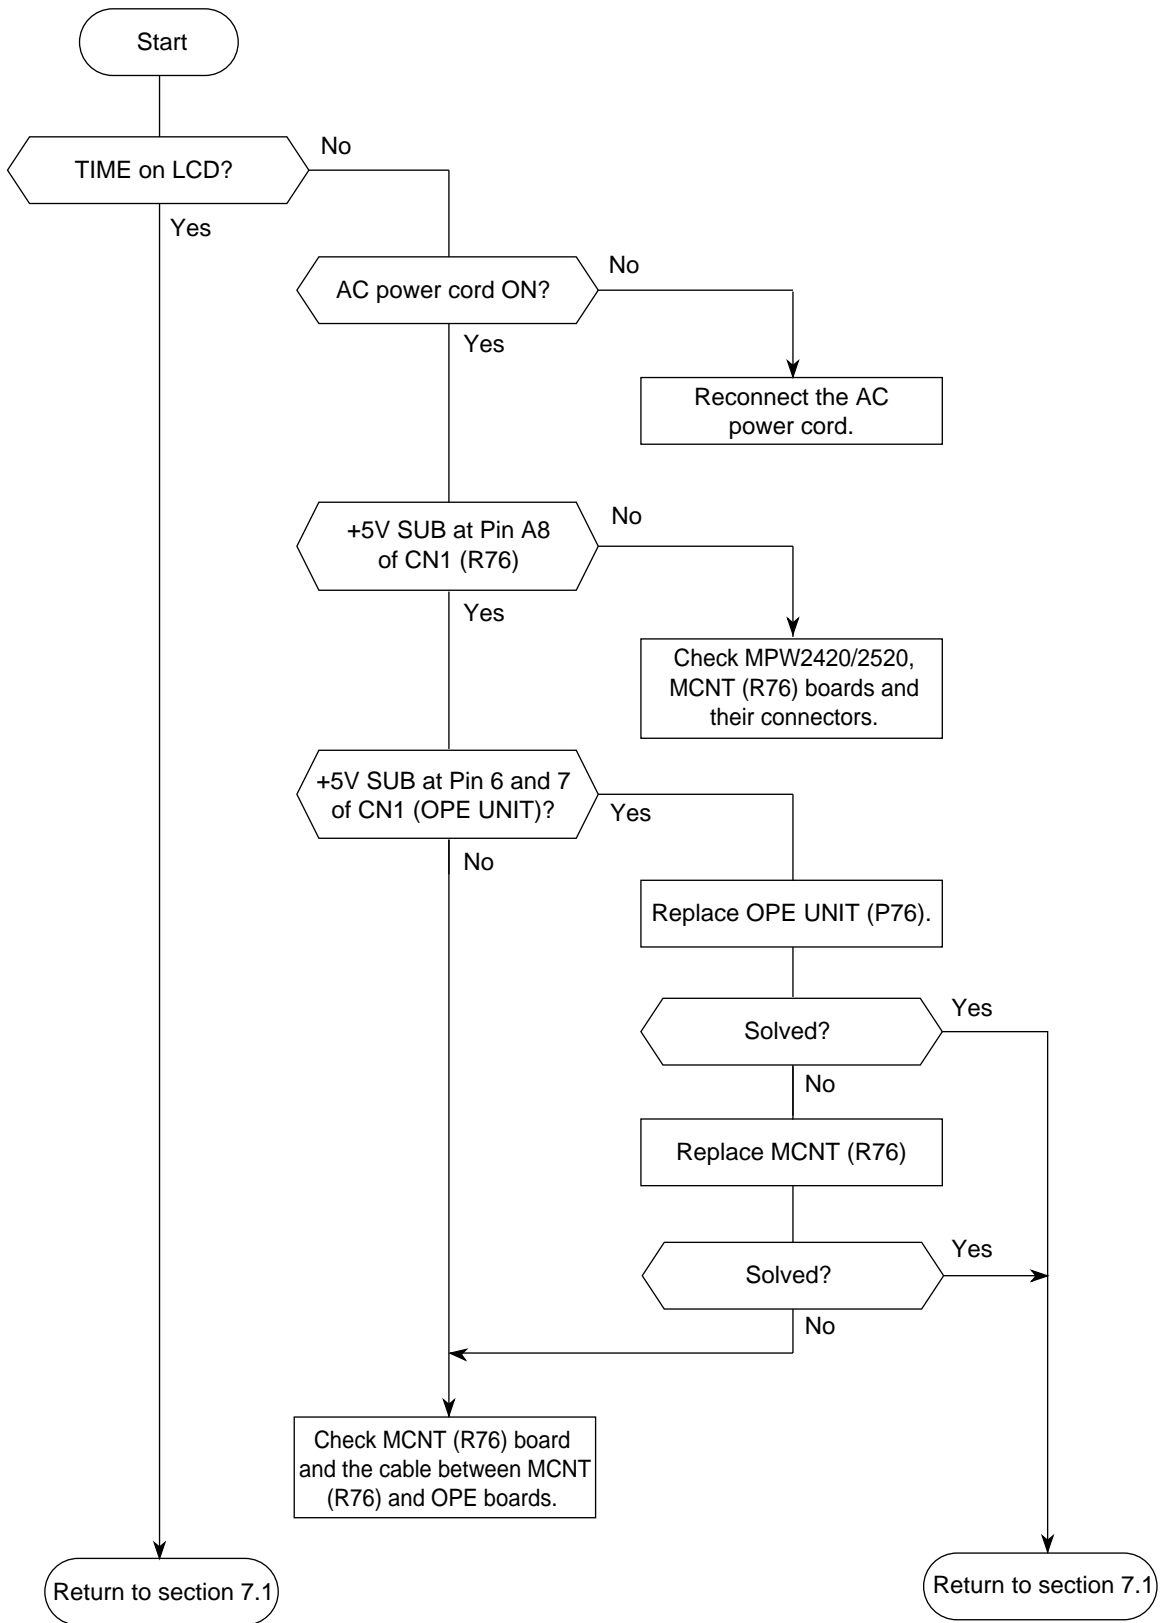 Start
TIME on LCD?
No
Yes
AC power cord ON?
No
Yes
Reconnect the AC
power cord.
+5V SUB at Pin A8
of CN1 (R76)
No
Yes
Check MPW2420/2520,
MCNT (R76) boards and
their connectors.
+5V SUB at Pin 6 and 7
of CN1 (OPE UNIT)?
Yes
No
Replace OPE UNIT (P76).
Solved?
Yes
No
Replace MCNT (R76)
Solved?
Yes
No
Check MCNT (R76) board
and the cable between MCNT
(R76) and OPE boards.
Return to section 7.1
Return to section 7.1